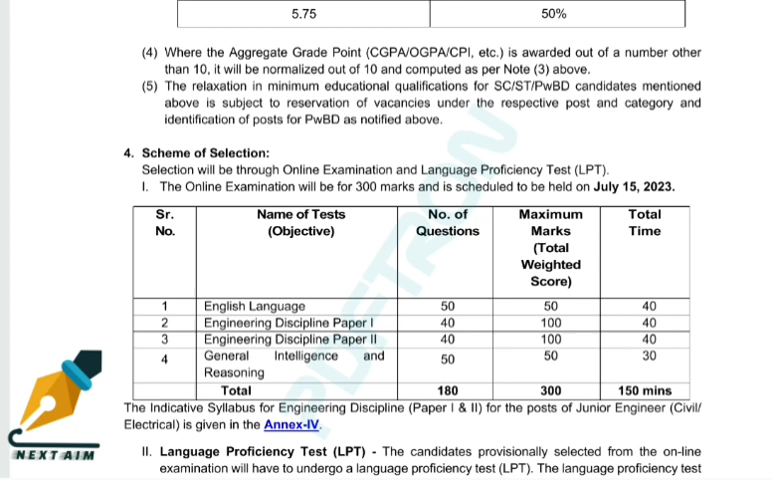 5.75 50%
(4) Where the Aggregate Grade Point (CGPA/OGPA/CPI, etc.) is awarded out of a number other
than 10, it will be normalized out of 10 and computed as per Note (3) above.
(5) The relaxation in minimum educational qualifications for SC/ST/PwBD candidates mentioned
above is subject to reservation of vacancies under the respective post and category and
identification of posts for PwBD as notified above.
4. Scheme of Selection:
Selection will be through Online Examination and Language Proficiency Test (LPT).
I. The Online Examination will be for 300 marks and is scheduled to be held on July 15, 2023.
Sr. Name of Tests No. of Maximum Total
No. (Objective) Questions Marks Time
(Total
Weighted
Score)
1 English Language 50 50 40
2 Engineering Discipline Paper I 40 100 40
3 Engineering Discipline Paper II 40 100 40
4 General Intelligence and 50 50 30
Reasoning
Total 180 300 150 mins
The Indicative Syllabus for Engineering Discipline (Paper I & II) for the posts of Junior Engineer (Civil/
Electrical) is given in the Annex-IV.
II. Language Proficiency Test (LPT) - The candidates provisionally selected from the on-line
examination will have to undergo a language proficiency test (LPT). The language proficiency test
NEXT AIM
PDFTRON